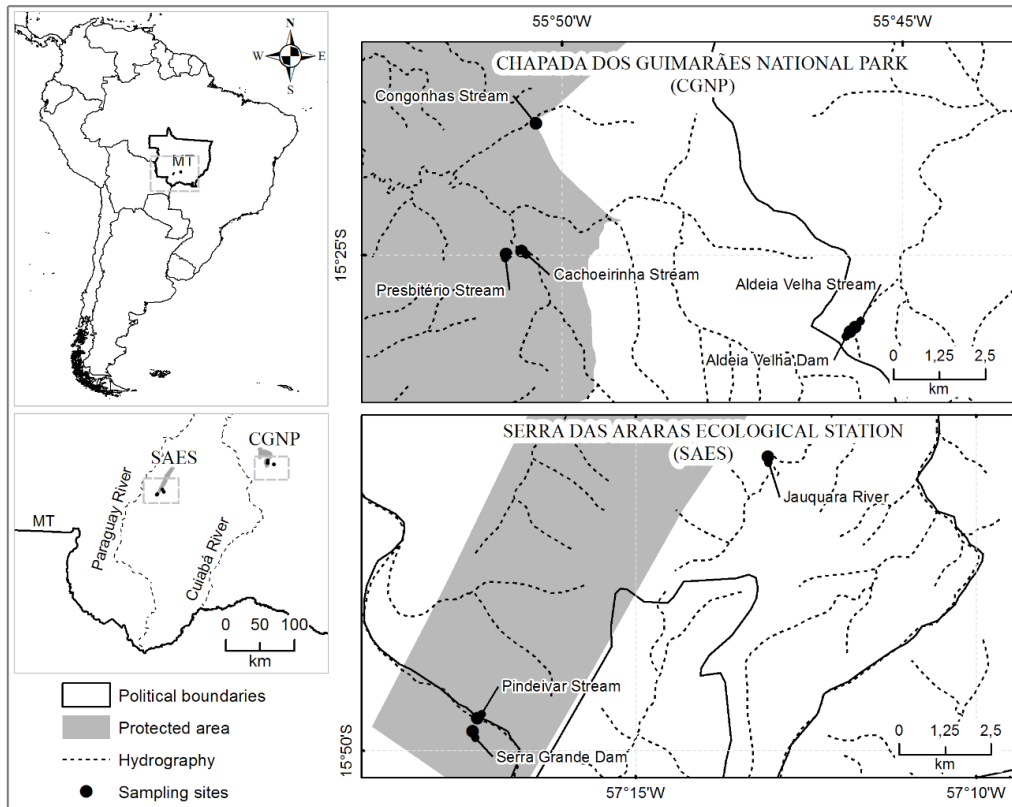 N
W E
S
MT
SAES
CGNP
MT
Paraguay River
Cuiabá River
0 50 100
km
Political boundaries
Protected area
Hydrography
Sampling sites
55°50'W
55°45'W
15°25'S
CHAPADA DOS GUIMARÃES NATIONAL PARK
(CGNP)
Congonhas Stream
Cachoeirinha Stream
Presbitério Stream
Aldeia Velha Stream
Aldeia Velha Dam
0 1,25 2,5
km
SERRA DAS ARARAS ECOLOGICAL STATION
(SAES)
Jauquara River
Pindeivar Stream
Serra Grande Dam
0 1,25 2,5
km
15°50'S
57°15'W
57°10'W